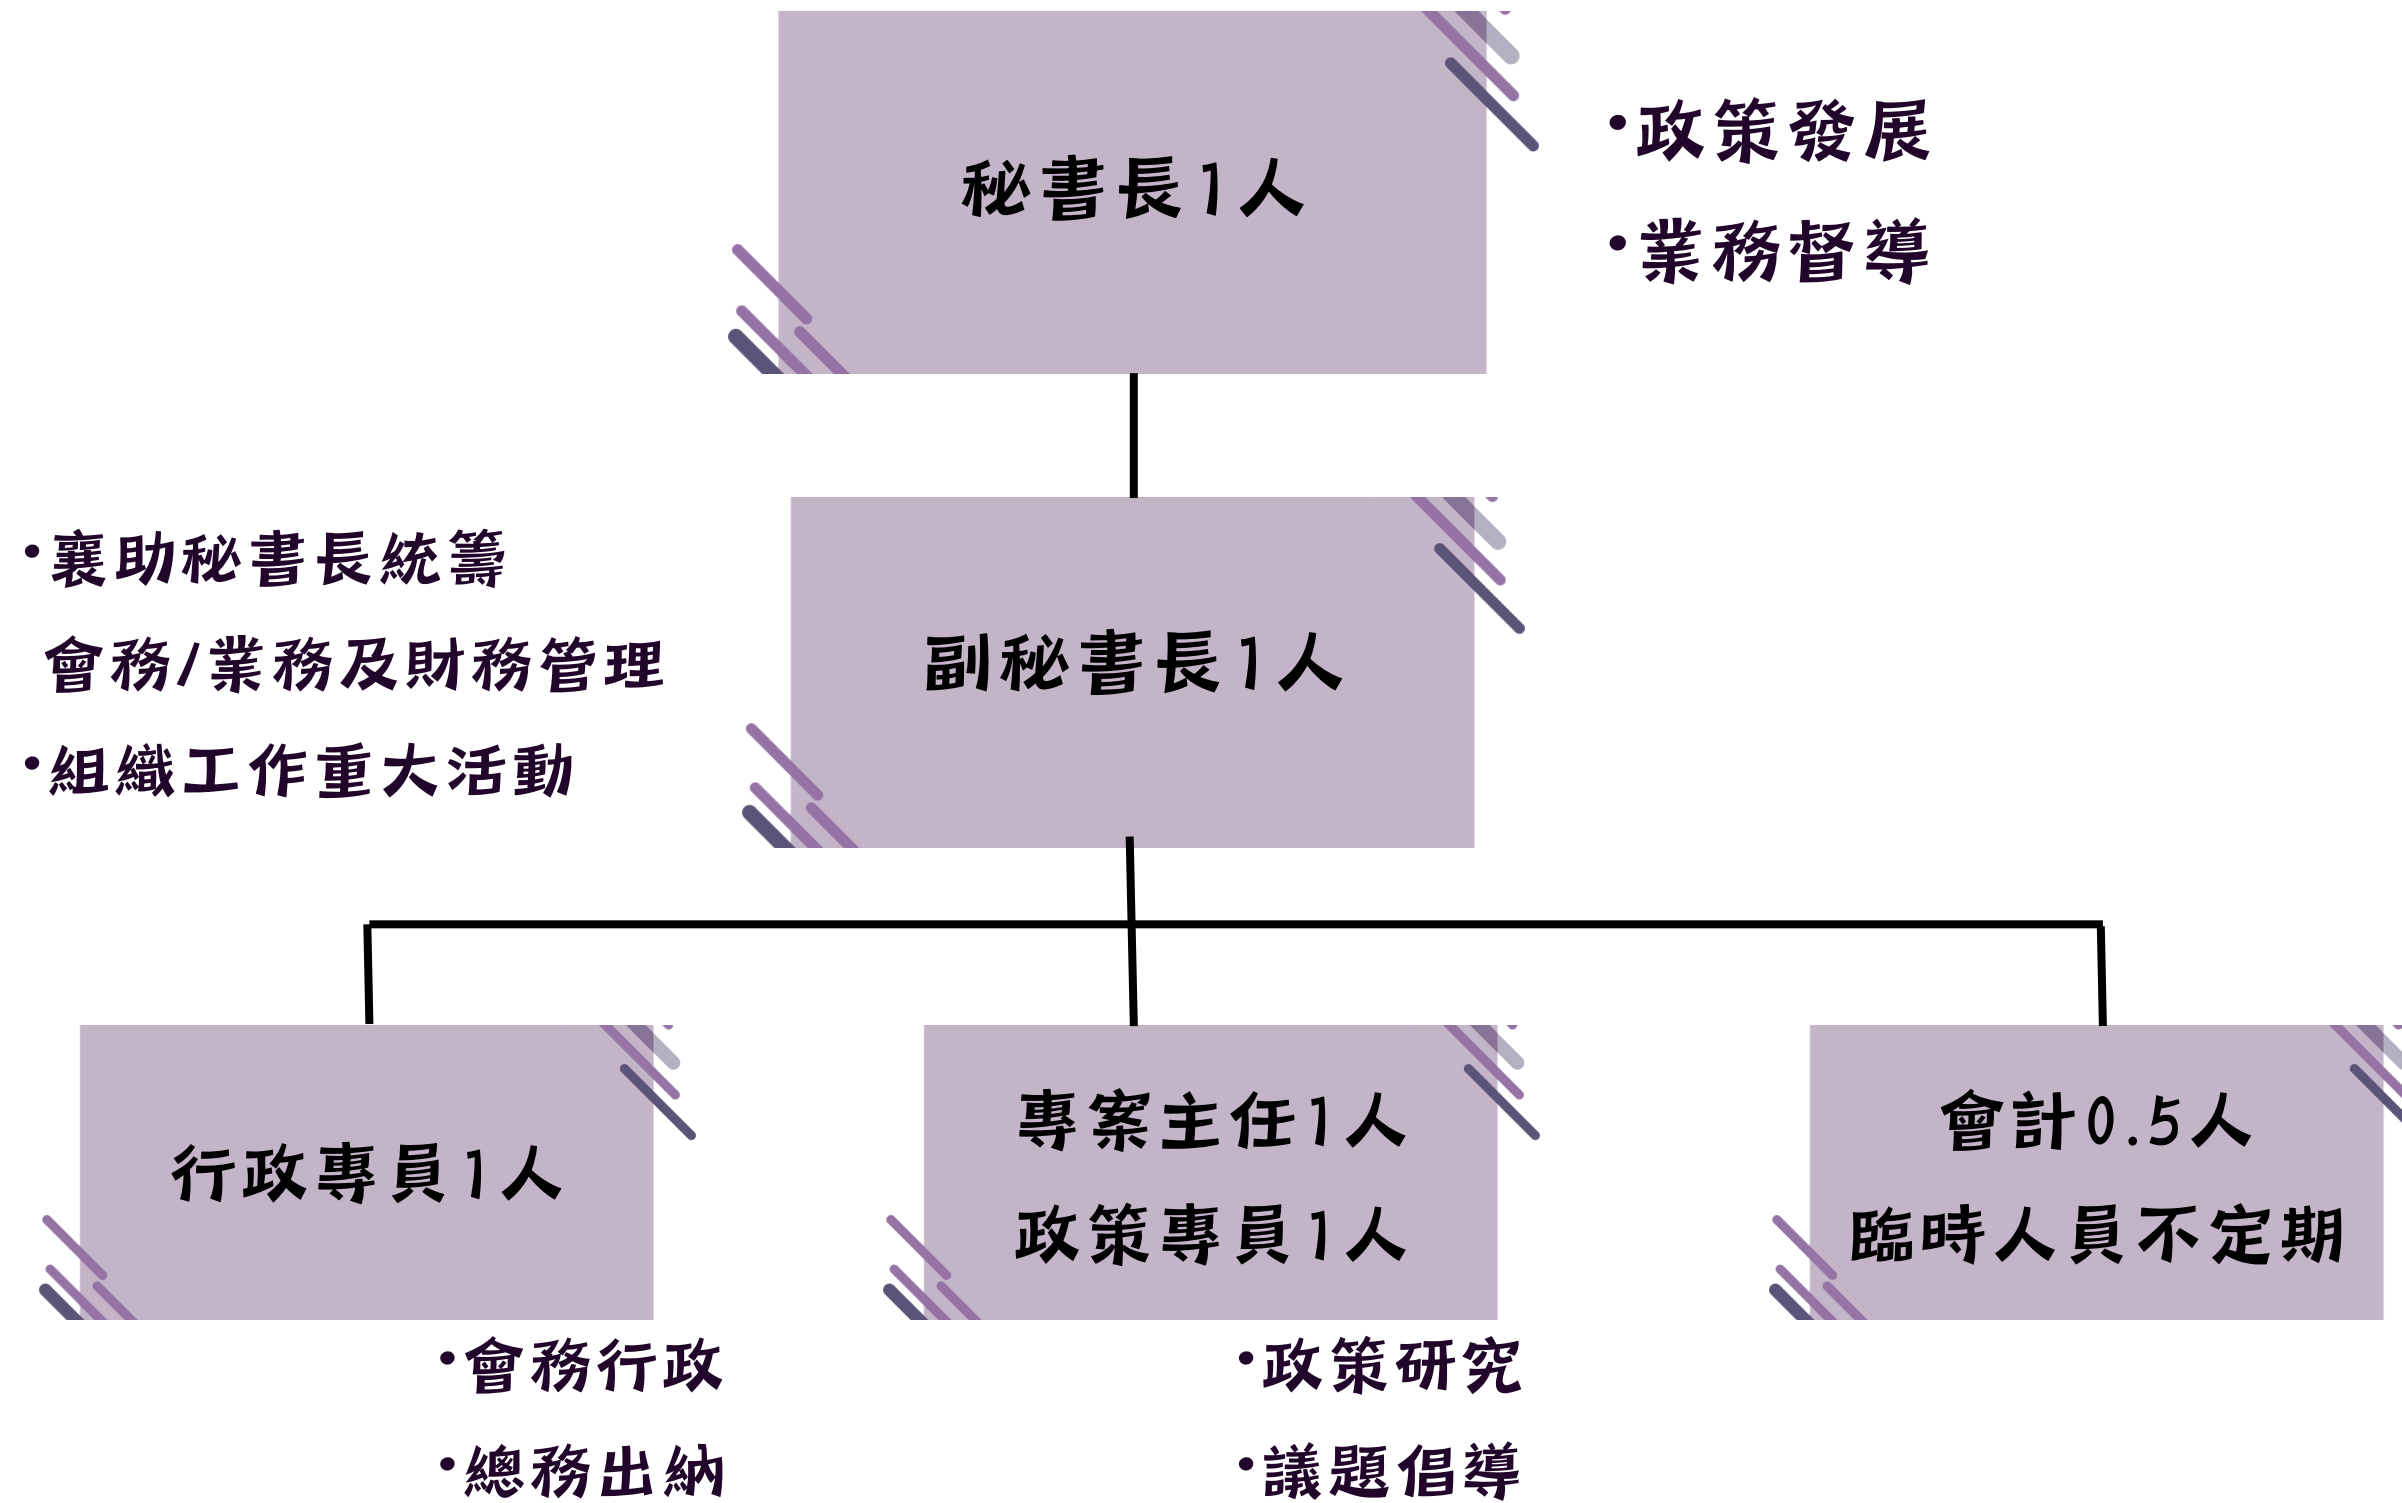 秘書長1人
•政策發展
•業務督導
•襄助秘書長統籌
會務/業務及財務管理
•組織工作重大活動
副秘書長1人
行政專員1人
專案主任1人
政策專員1人
會計0.5人
臨時人員不定期
•會務行政
•總務出納
•政策研究
•議題倡導